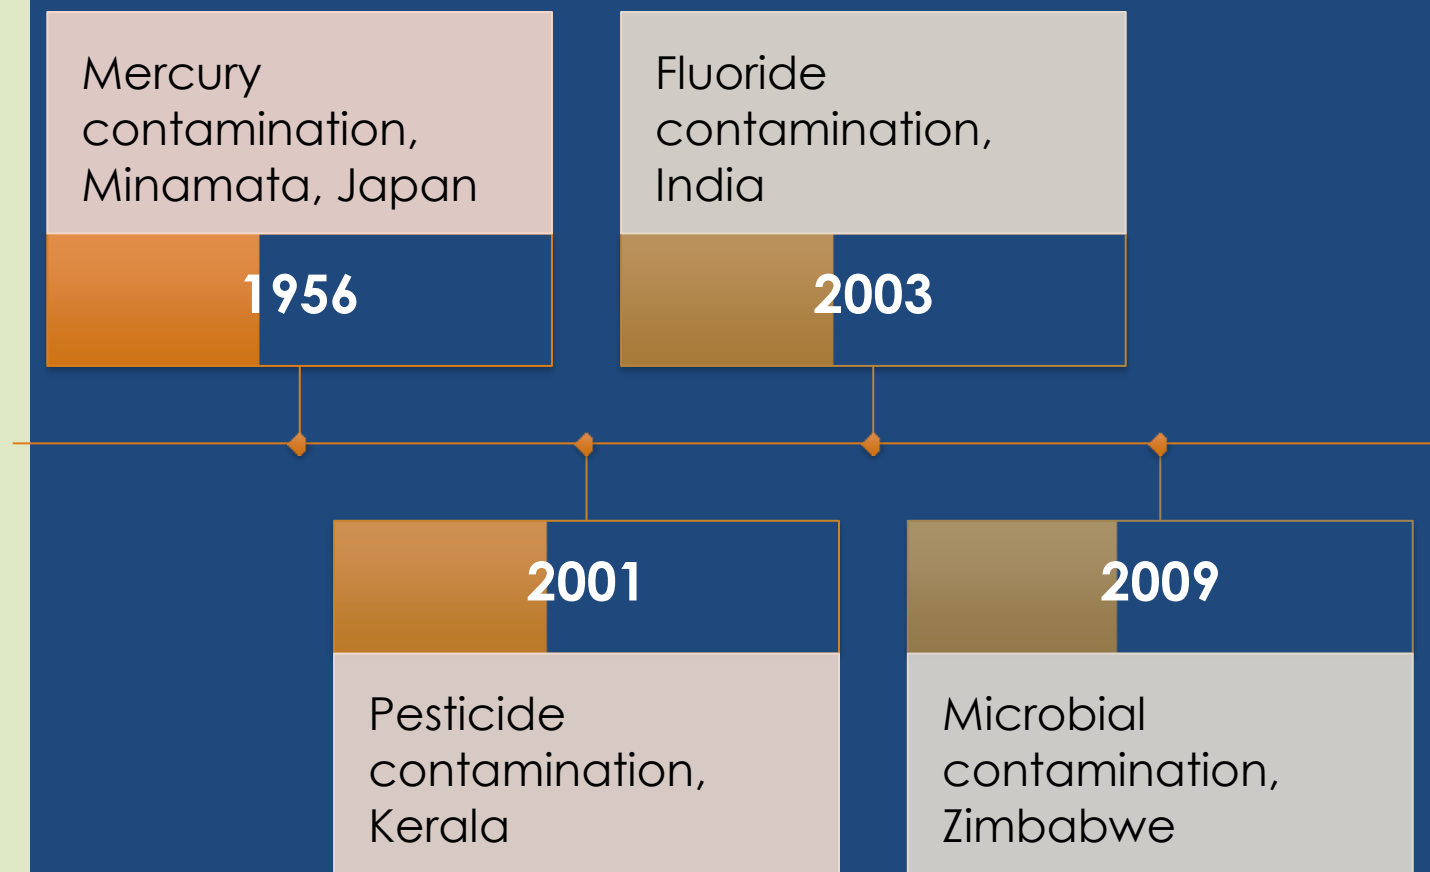 Mercury
contamination,
Minamata, Japan
1956
2001
Pesticide
contamination,
Kerala
Fluoride
contamination,
India
2003
2009
Microbial
contamination,
Zimbabwe